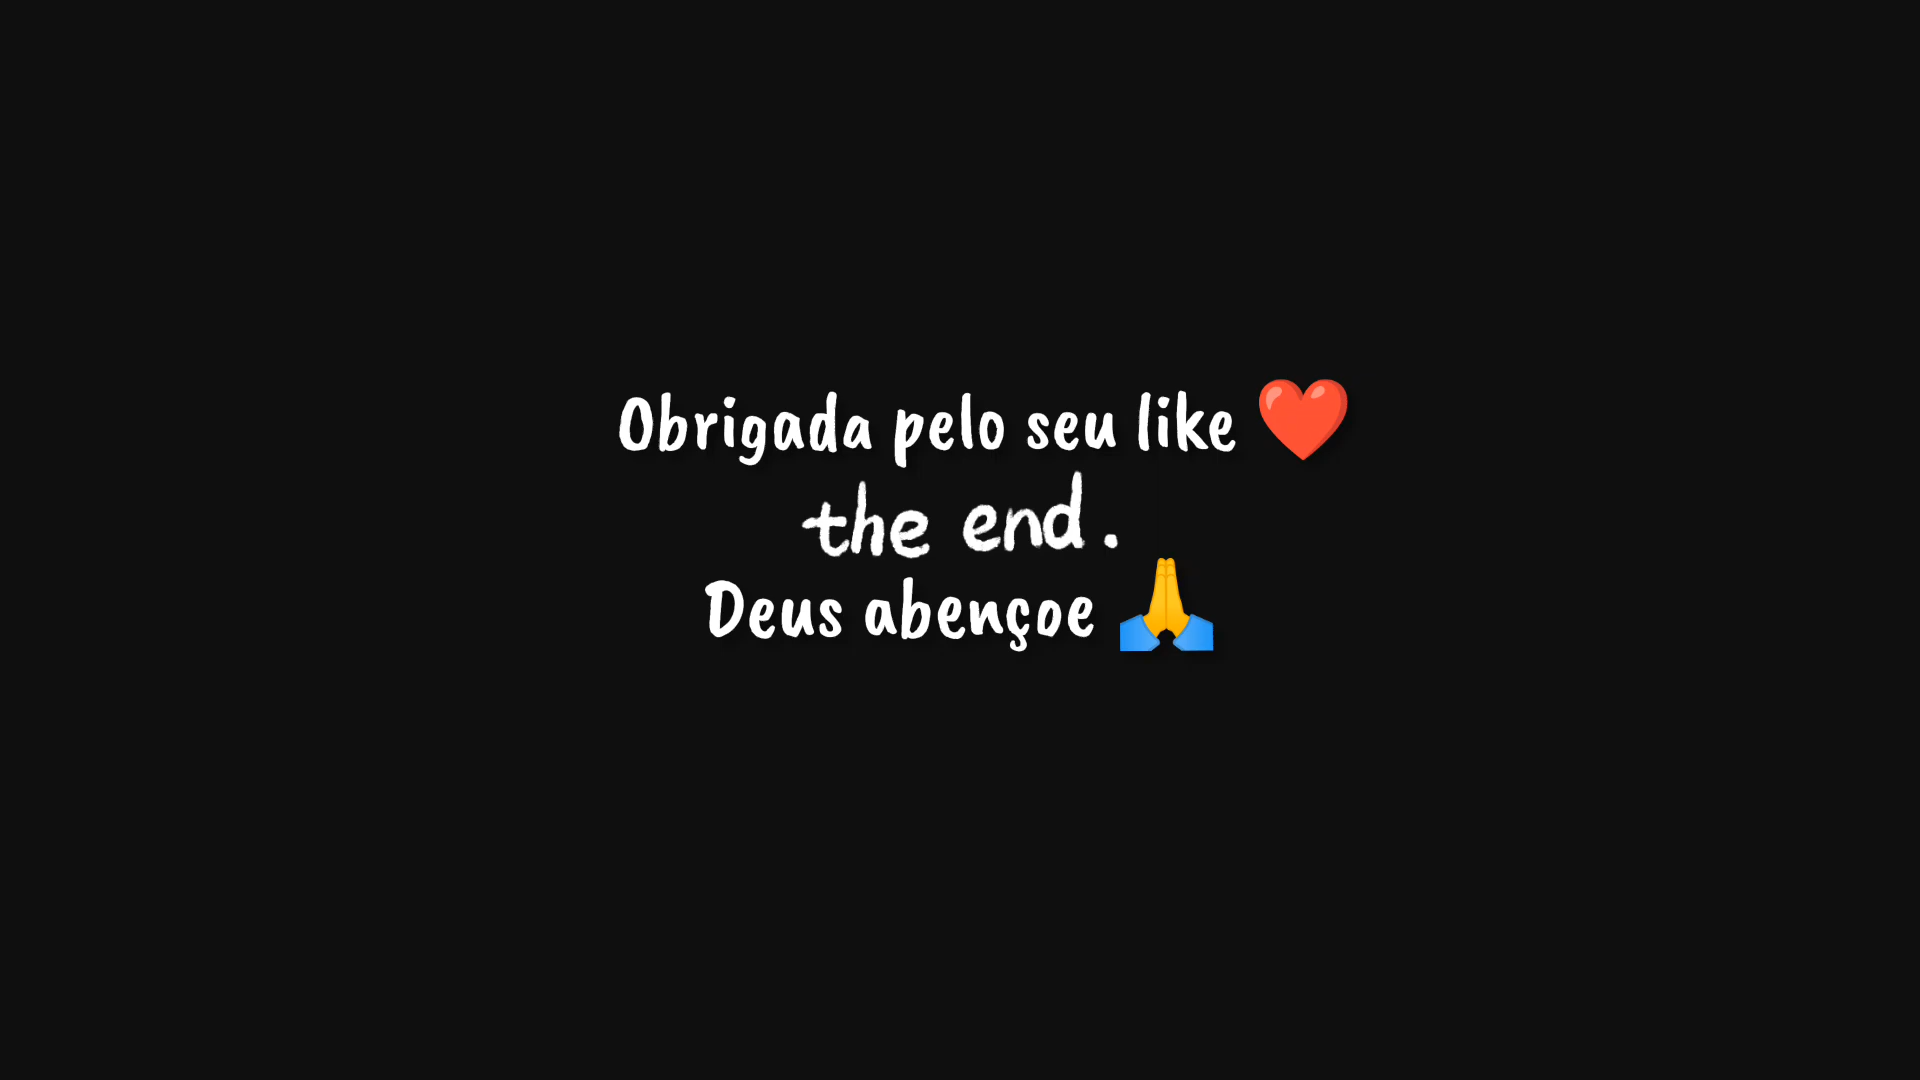 Obrigada pelo seu like ❤️
the end.
Deus abençoe 🙏